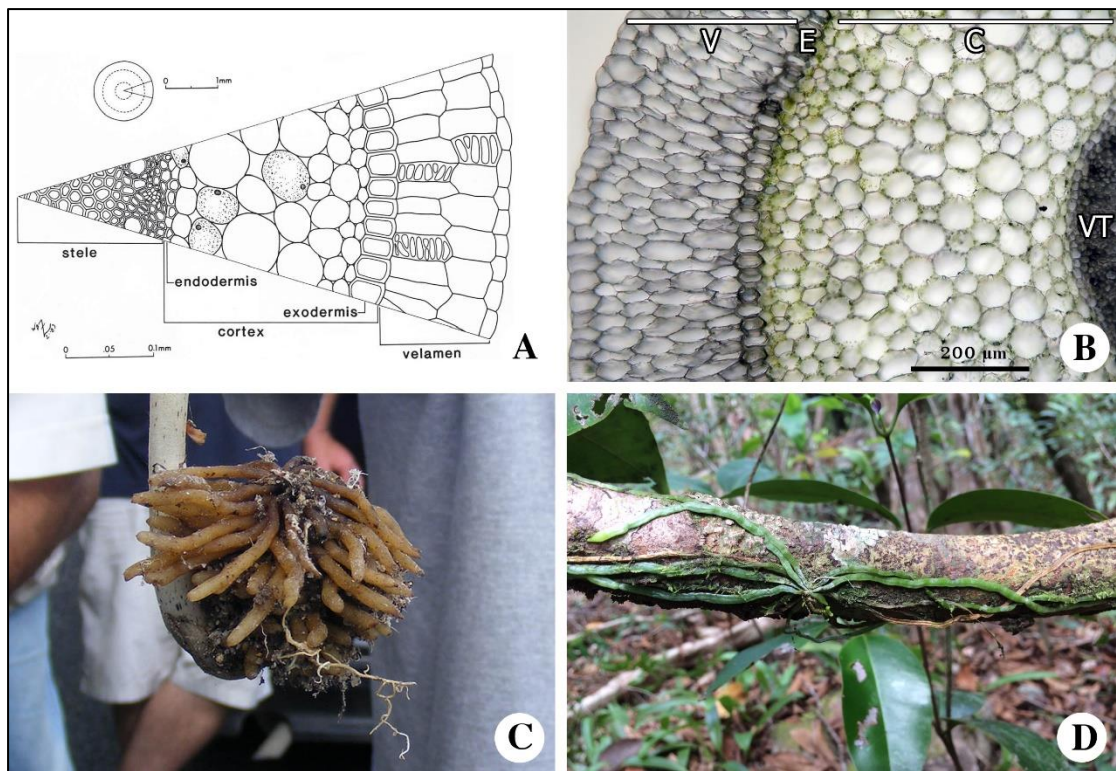 0 1mm
stele
endodermis
cortex
exodermis
velamen
0 .05 0.1mm
A
V E C
VT
200 µm
B
C
D